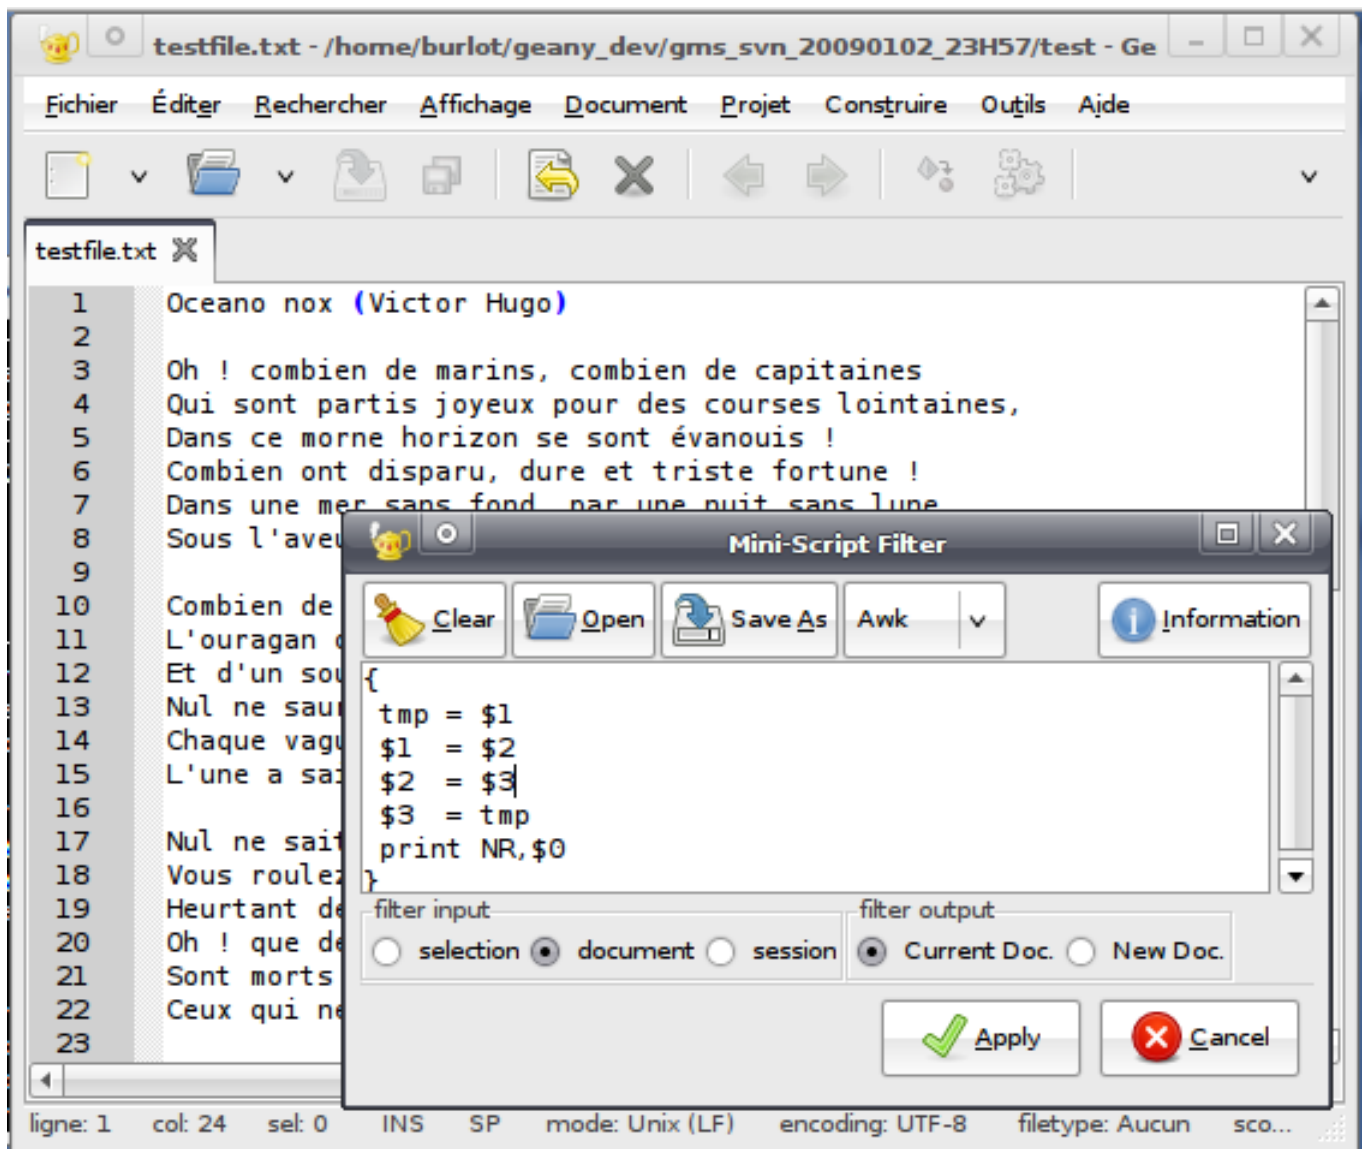 testfile.txt - /home/burlot/geany_dev/gms_svn_20090102_23H57/test - Ge
Fichier Éditer Rechercher Affichage Document Projet Construire Outils Aide
testfile.txt
1 Oceano nox (Victor Hugo)
2
3 Oh ! combien de marins, combien de capitaines
4 Qui sont partis joyeux pour des courses lointaines,
5 Dans ce morne horizon se sont évanouis !
6 Combien ont disparu, dure et triste fortune !
7 Dans une mer sans fond, par une nuit sans lune
8 Sous l'aveu
9
10 Combien de
11 L'ouragan
12 Et d'un sou
13 Nul ne sau
14 Chaque vagu
15 L'une a sai
16
17 Nul ne sait
18 Vous roulez
19 Heurtant de
20 Oh ! que de
21 Sont morts
22 Ceux qui ne
23
Mini-Script Filter
Clear Open Save As Awk Information
{
tmp = $1
$1 = $2
$2 = $3
$3 = tmp
print NR,$0
}
filter input filter output
selection document session Current Doc. New Doc.
Apply Cancel
ligne: 1 col: 24 sel: 0 INS SP mode: Unix (LF) encoding: UTF-8 filetype: Aucun sco...